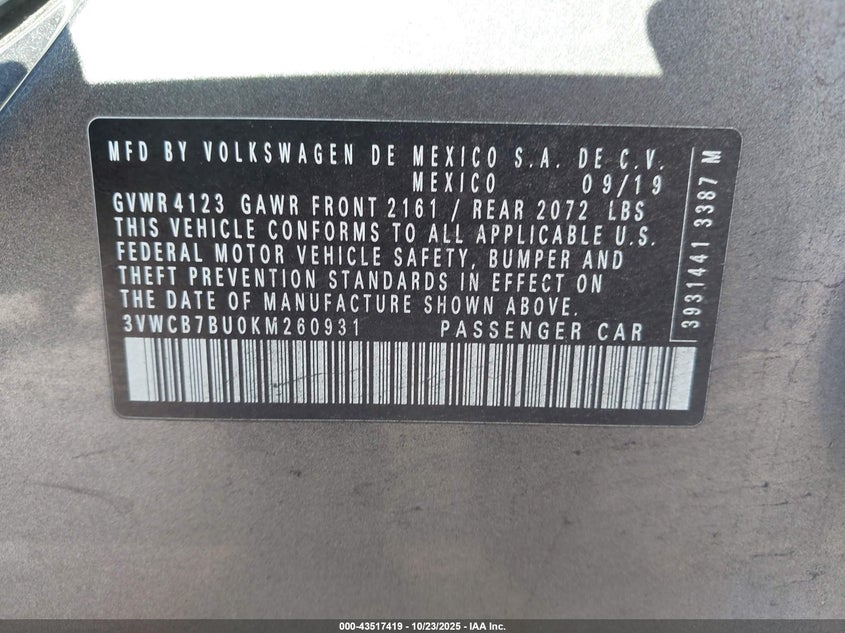 MFD BY VOLKSWAGEN DE MEXICO S.A. DE C.V.
MEXICO 09/19
GVWR 4123 GAWR FRONT 2161 / REAR 2072 LBS
THIS VEHICLE CONFORMS TO ALL APPLICABLE U.S.
FEDERAL MOTOR VEHICLE SAFETY, BUMPER AND
THEFT PREVENTION STANDARDS IN EFFECT ON
THE DATE OF MANUFACTURE SHOWN ABOVE.
3VWCB7BU0KM260931 PASSENGER CAR
3931441 3387 M
000-43517419 - 10/23/2025 - IAA Inc.